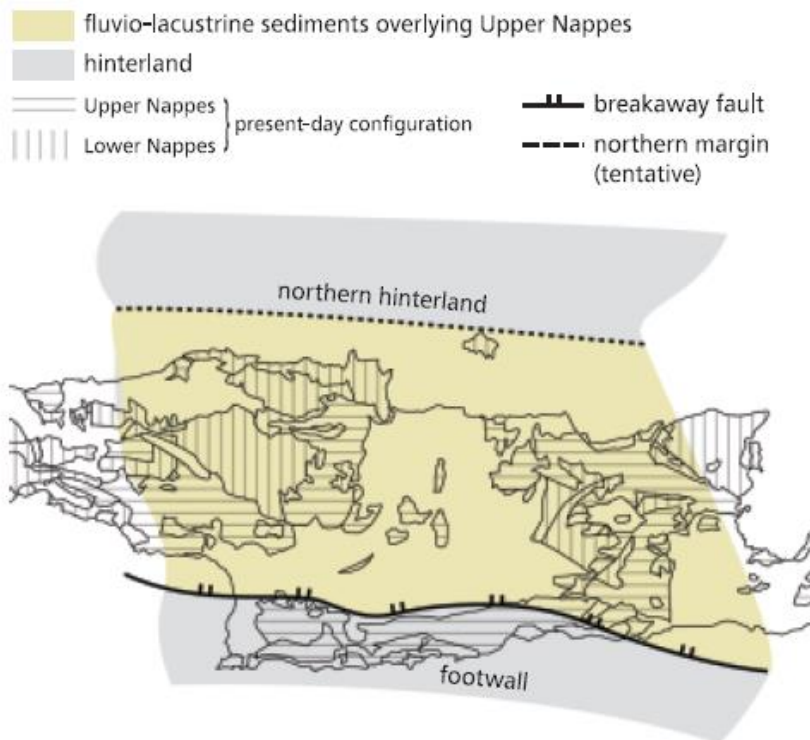 fluvio-lacustrine sediments overlying Upper Nappes
hinterland
Upper Nappes
Lower Nappes
present-day configuration
breakaway fault
northern margin
(tentative)
northern hinterland
footwall